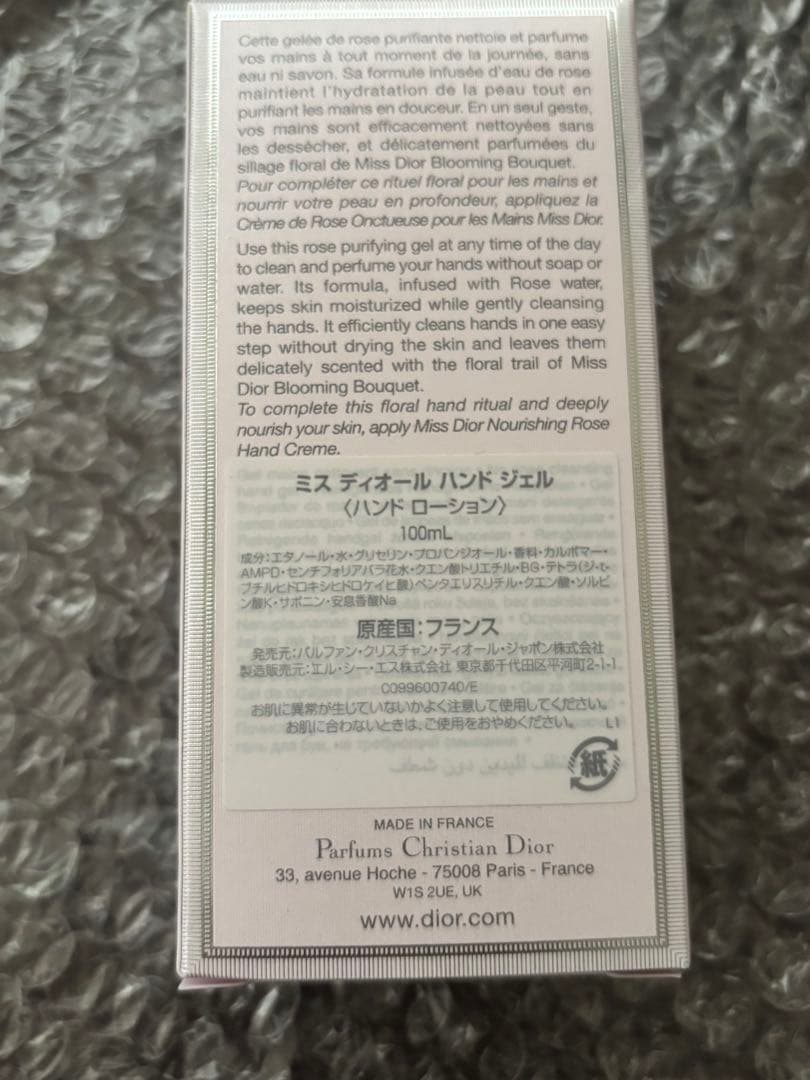 Cette gelée de rose purifiante nettoie et parfume
vos mains à tout moment de la journée, sans
eau ni savon. Sa formule infusée d'eau de rose
maintient l'hydratation de la peau tout en
purifiant les mains en douceur. En un seul geste,
vos mains sont efficacement nettoyées sans
les dessécher, et délicatement parfumées du
sillage floral de Miss Dior Blooming Bouquet.
Pour compléter ce rituel floral pour les mains et
nourrir votre peau en profondeur, appliquez la
Crème de Rose Onctueuse pour les Mains Miss Dior.
Use this rose purifying gel at any time of the day
to clean and perfume your hands without soap or
water. Its formula, infused with Rose water,
keeps skin moisturized while gently cleansing
the hands. It efficiently cleans hands in one easy
step without drying the skin and leaves them
delicately scented with the floral trail of Miss
Dior Blooming Bouquet.
To complete this floral hand ritual and deeply
nourish your skin, apply Miss Dior Nourishing Rose
Hand Creme.
ミス ディオール ハンド ジェル
〈ハンド ローション〉
100mL
成分:エタノール・水・グリセリン・プロパンジオール・香料・カルボマー・
AMPD・センチフォリアバラ花水・クエン酸トリエチル・BG・テトラ(ジ-t-
ブチルヒドロキシヒドロケイヒ酸)ペンタエリスリチル・クエン酸・ソルビ
ン酸K・サポニン・安息香酸Na
原産国:フランス
発売元:パルファン・クリスチャン・ディオール・ジャポン株式会社
製造販売元:エル・シー・エス株式会社 東京都千代田区平河町2-1-1
C099600740/E
お肌に異常が生じていないかよく注意して使用してください。
お肌に合わないときは、ご使用をおやめください。 L1
紙
MADE IN FRANCE
Parfums Christian Dior
33, avenue Hoche - 75008 Paris - France
W1S 2UE, UK
www.dior.com